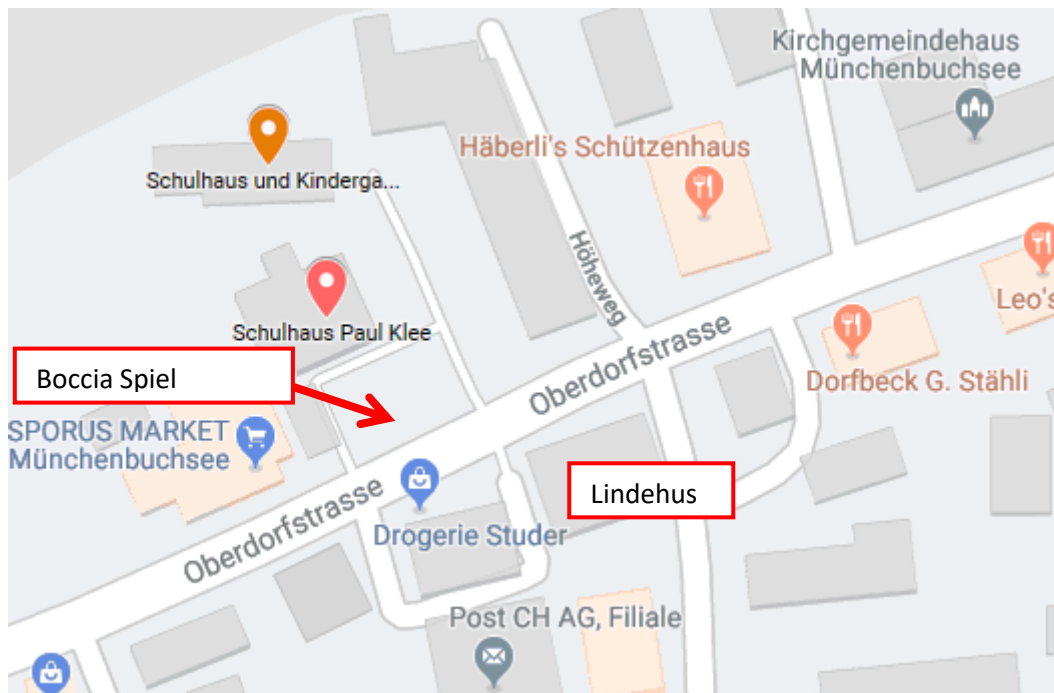 Kirchgemeindehaus
Münchenbuchsee
Häberli's Schützenhaus
Schulhaus und Kinderga...
Höheweg
Leo's
Schulhaus Paul Klee
Oberdorfstrasse
Boccia Spiel
Dorfbeck G. Stähli
SPORUS MARKET
Münchenbuchsee
Lindehus
Oberdorfstrasse
Drogerie Studer
Post CH AG, Filiale